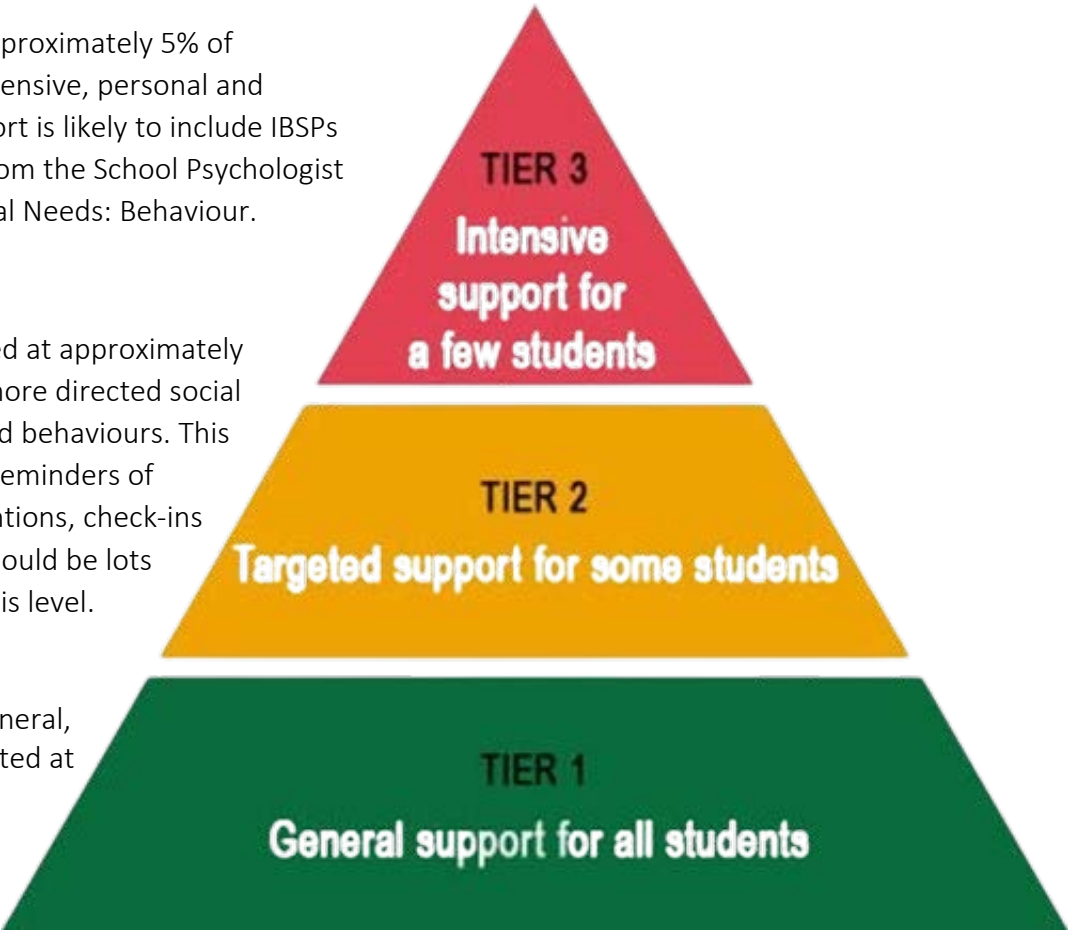 proximately 5% of
ensive, personal and
ort is likely to include IBSPs
om the School Psychologist
al Needs: Behaviour.
ed at approximately
nore directed social
d behaviours. This
eminders of
tions, check-ins
ould be lots
is level.
neral,
ted at
TIER 3
Intensive
support for
a few students
TIER 2
Targeted support for some students
TIER 1
General support for all students